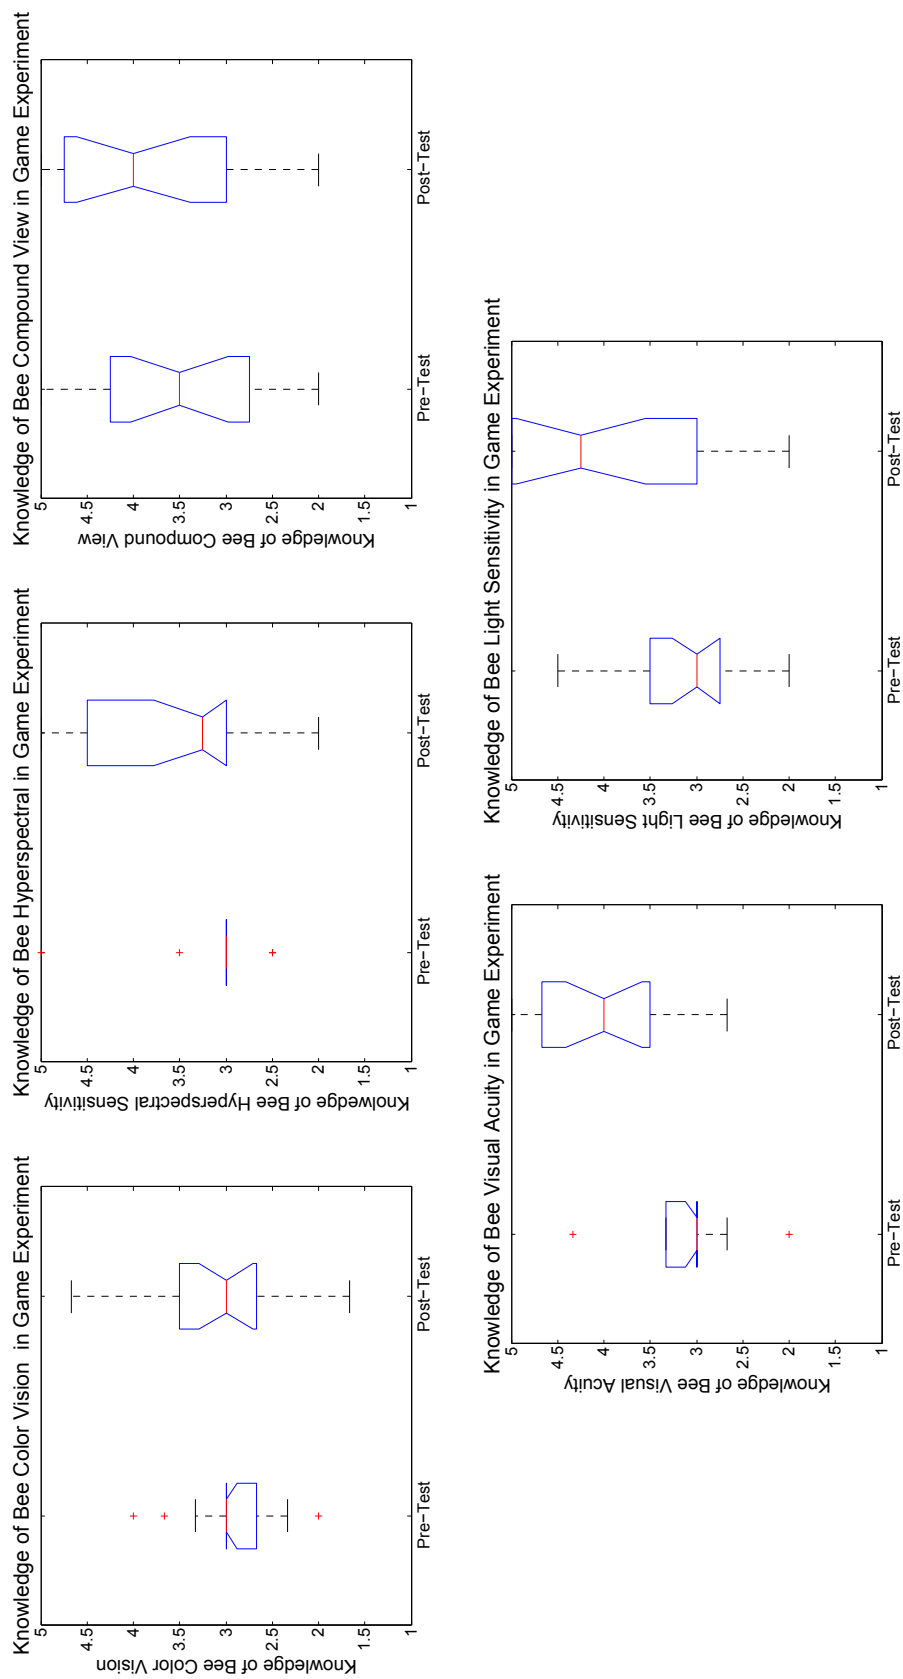 Knowledge of Bee Color Vision in Game Experiment
5
4.5
4
3.5
3
2.5
2
1.5
1
Knowledge of Bee Color Vision
Pre−Test
Post−Test
Knowledge of Bee Hyperspectral in Game Experiment
5
4.5
4
3.5
3
2.5
2
1.5
1
Knolwedge of Bee Hyperspectral Sensitivity
Pre−Test
Post−Test
Knowledge of Bee Compound View in Game Experiment
5
4.5
4
3.5
3
2.5
2
1.5
1
Knowledge of Bee Compound View
Pre−Test
Post−Test
Knowledge of Bee Visual Acuity in Game Experiment
5
4.5
4
3.5
3
2.5
2
1.5
1
Knowledge of Bee Visual Acuity
Pre−Test
Post−Test
Knowledge of Bee Light Sensitivity in Game Experiment
5
4.5
4
3.5
3
2.5
2
1.5
1
Knowledge of Bee Light Sensitivity
Pre−Test
Post−Test